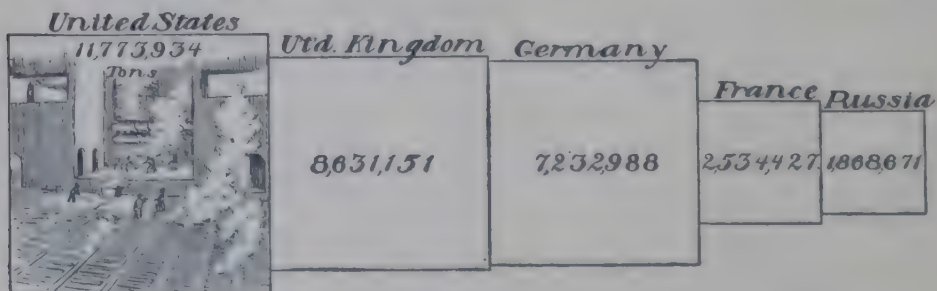 United States
11,773,934
Tons
Utd. Kingdom
8,631,151
Germany
7,232,988
France
2,534,427
Russia
1,868,671